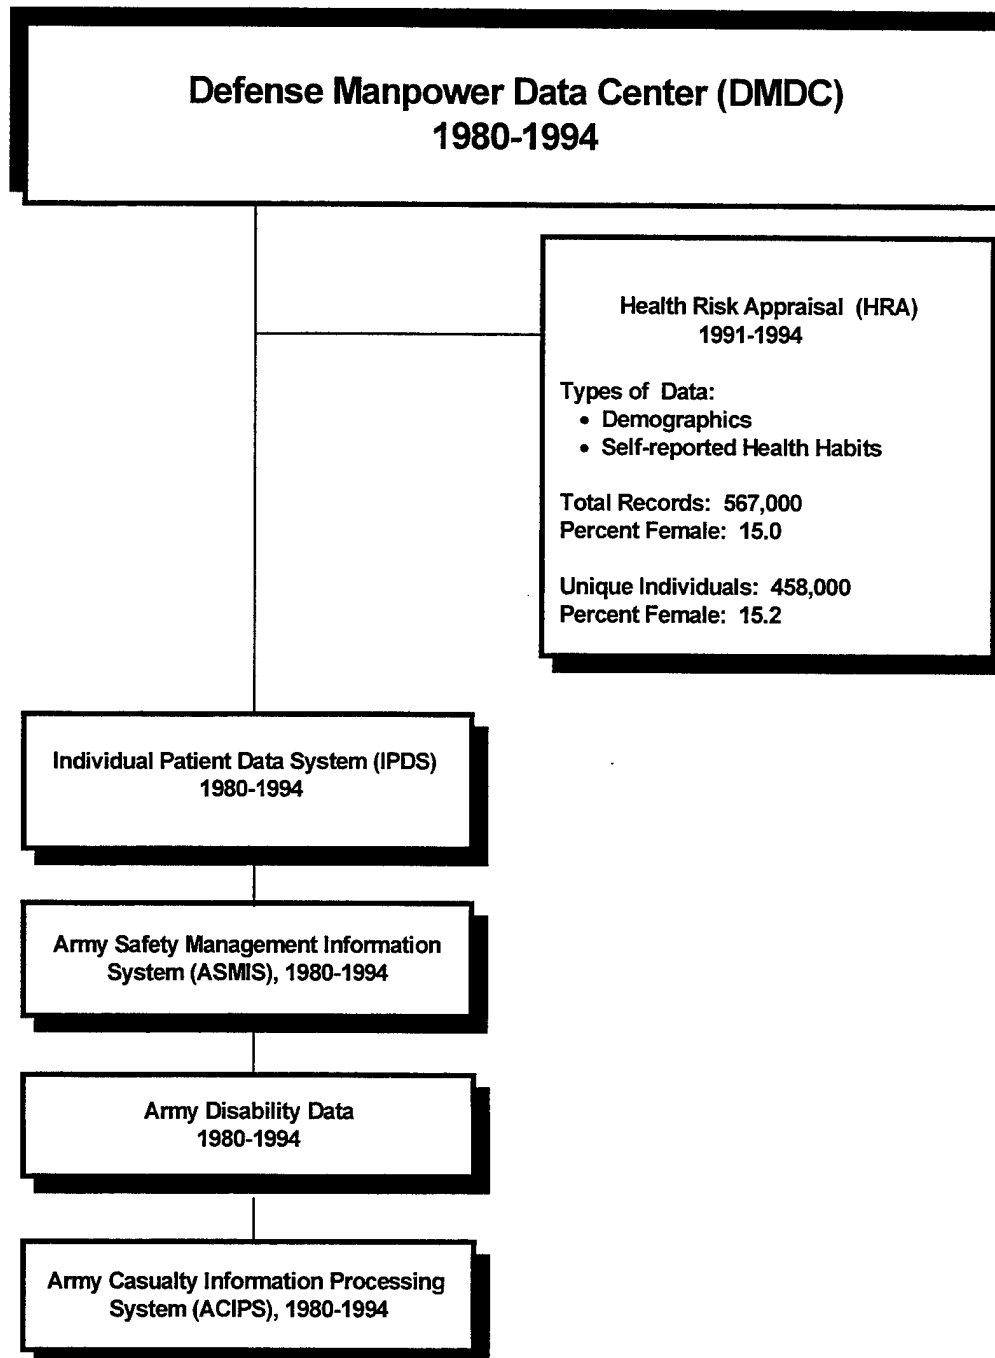 Defense Manpower Data Center (DMDC)
1980-1994
Health Risk Appraisal (HRA)
1991-1994
Types of Data:
• Demographics
• Self-reported Health Habits
Total Records: 567,000
Percent Female: 15.0
Unique Individuals: 458,000
Percent Female: 15.2
Individual Patient Data System (IPDS)
1980-1994
Army Safety Management Information
System (ASMIS), 1980-1994
Army Disability Data
1980-1994
Army Casualty Information Processing
System (ACIPS), 1980-1994